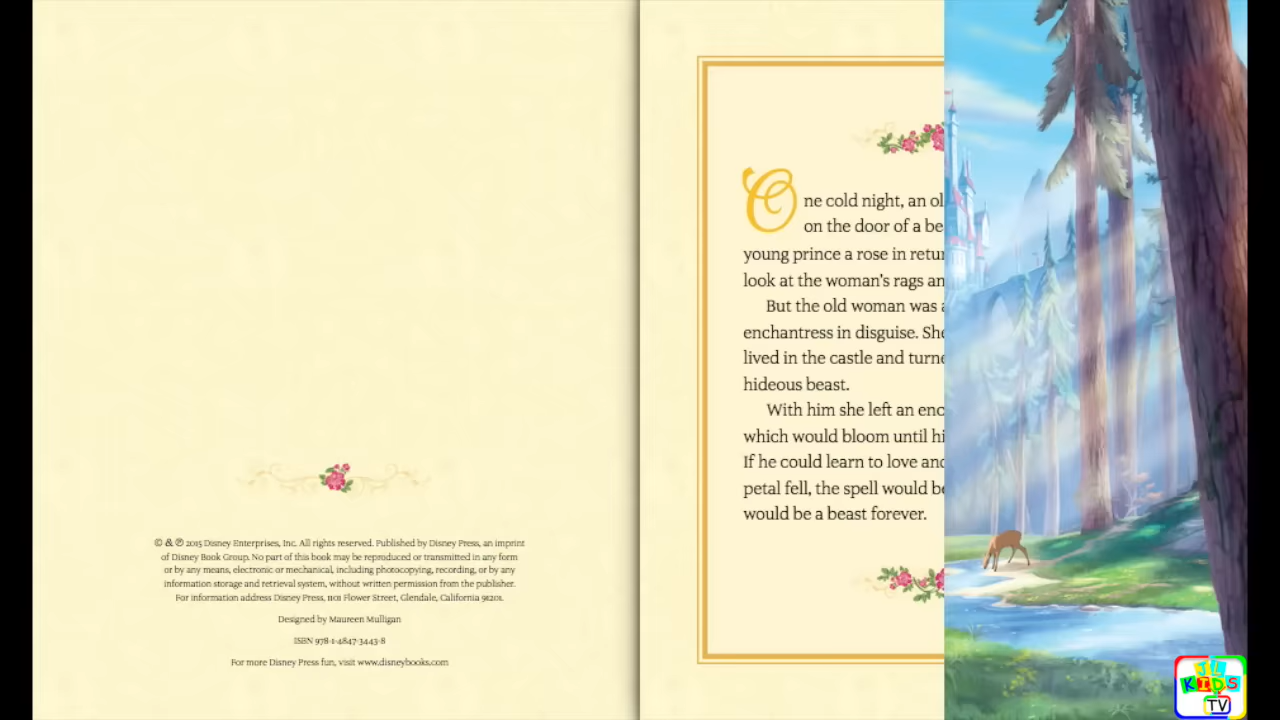 © & ℗ 2015 Disney Enterprises, Inc. All rights reserved. Published by Disney Press, an imprint
of Disney Book Group. No part of this book may be reproduced or transmitted in any form
or by any means, electronic or mechanical, including photocopying, recording, or by any
information storage and retrieval system, without written permission from the publisher.
For information address Disney Press, 1101 Flower Street, Glendale, California 91201.
Designed by Maureen Mulligan
ISBN 978-1-4847-3443-8
For more Disney Press fun, visit www.disneybooks.com
One cold night, an ol
on the door of a be
young prince a rose in retur
look at the woman's rags an
But the old woman was a
enchantress in disguise. She
lived in the castle and turne
hideous beast.
With him she left an enc
which would bloom until hi
If he could learn to love and
petal fell, the spell would be
would be a beast forever.
JL
KIDS
TV